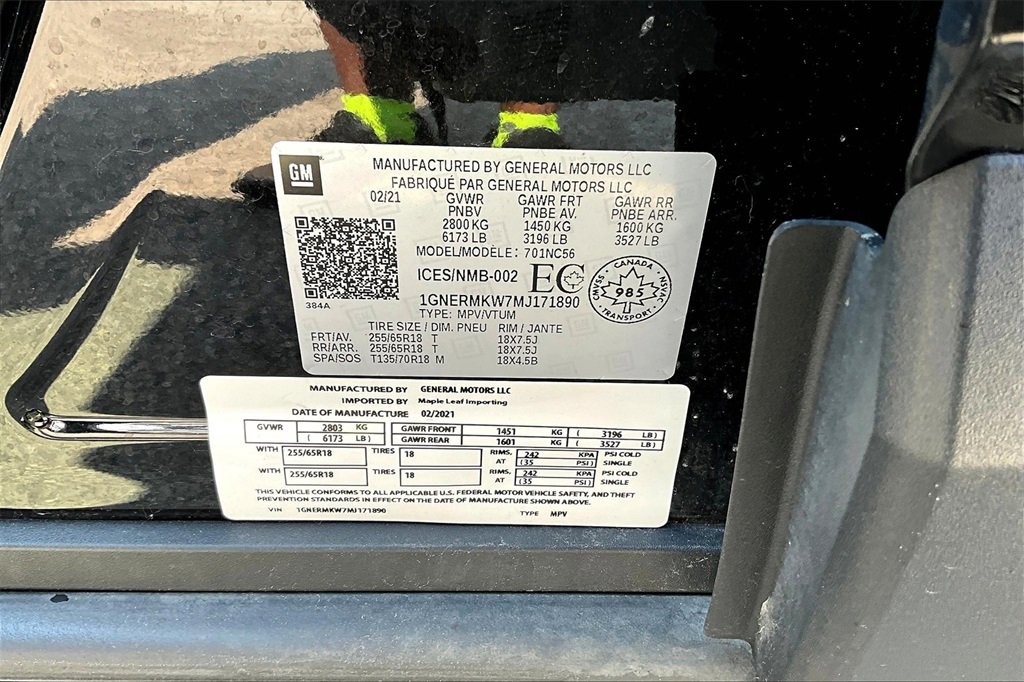 GM
MANUFACTURED BY GENERAL MOTORS LLC
FABRIQUÉ PAR GENERAL MOTORS LLC
02/21 GVWR GAWR FRT GAWR RR
PNBV PNBE AV. PNBE ARR.
2800 KG 1450 KG 1600 KG
6173 LB 3196 LB 3527 LB
MODEL/MODÈLE: 701NC56
ICES/NMB-002 EC
CANADA
CMVSS NSVAC
985
TRANSPORT
384A
1GNERMKW7MJ171890
TYPE: MPV/VTUM
TIRE SIZE / DIM. PNEU RIM / JANTE
FRT/AV. 255/65R18 T 18X7.5J
RR/ARR. 255/65R18 T 18X7.5J
SPA/SOS T135/70R18 M 18X4.5B
MANUFACTURED BY GENERAL MOTORS LLC
IMPORTED BY Maple Leaf Importing
DATE OF MANUFACTURE 02/2021
GVWR 2803 KG GAWR FRONT 1451 KG ( 3196 LB )
( 6173 LB ) GAWR REAR 1601 KG ( 3527 LB )
WITH 255/65R18 TIRES 18 RIMS, AT 242 KPA PSI COLD
(35 PSI ) SINGLE
WITH 255/65R18 TIRES 18 RIMS, AT 242 KPA PSI COLD
(35 PSI ) SINGLE
THIS VEHICLE CONFORMS TO ALL APPLICABLE U.S. FEDERAL MOTOR VEHICLE SAFETY, AND THEFT
PREVENTION STANDARDS IN EFFECT ON THE DATE OF MANUFACTURE SHOWN ABOVE.
VIN 1GNERMKW7MJ171890 TYPE MPV